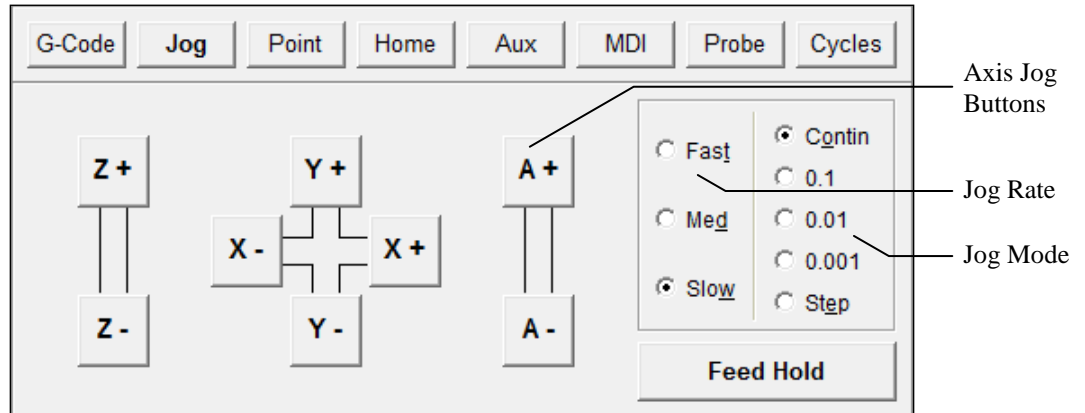 G-Code Jog Point Home Aux MDI Probe Cycles
Axis Jog
Buttons
Z +
Y +
A +
X -
X +
Z -
Y -
A -
Fast
Med
Slow
Contin
0.1
0.01
0.001
Step
Jog Rate
Jog Mode
Feed Hold